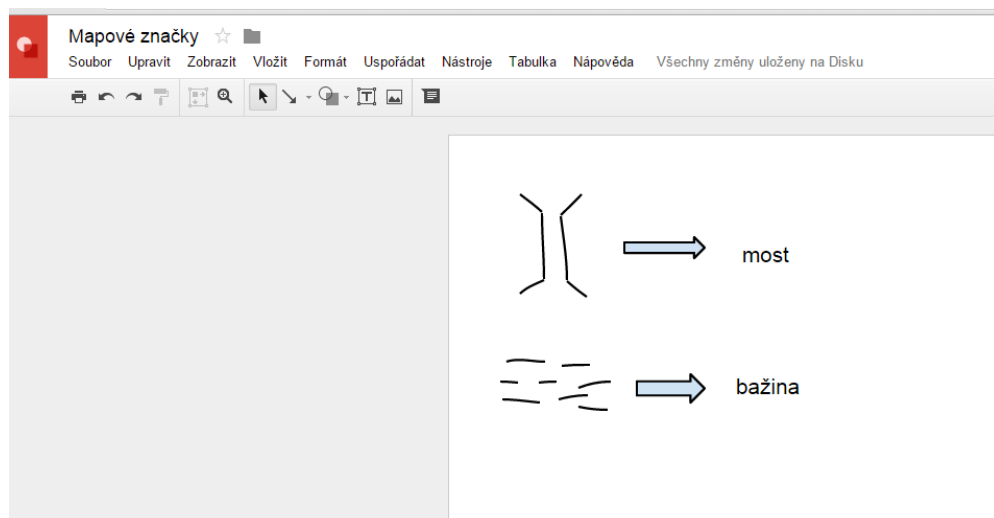 Mapové značky
Soubor Upravit Zobrazit Vložit Formát Uspořádat Nástroje Tabulka Nápověda Všechny změny uloženy na Disku
most
bažina